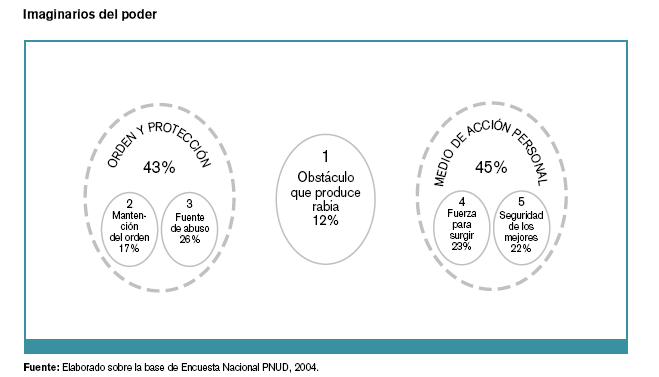 Imaginarios del poder
ORDEN Y PROTECCIÓN
43%
2
Manten-
ción
del orden
17%
3
Fuente
de abuso
26%
1
Obstáculo
que produce
rabia
12%
MEDIO DE ACCIÓN PERSONAL
45%
4
Fuerza
para
surgir
23%
5
Seguridad
de los
mejores
22%
Fuente: Elaborado sobre la base de Encuesta Nacional PNUD, 2004.